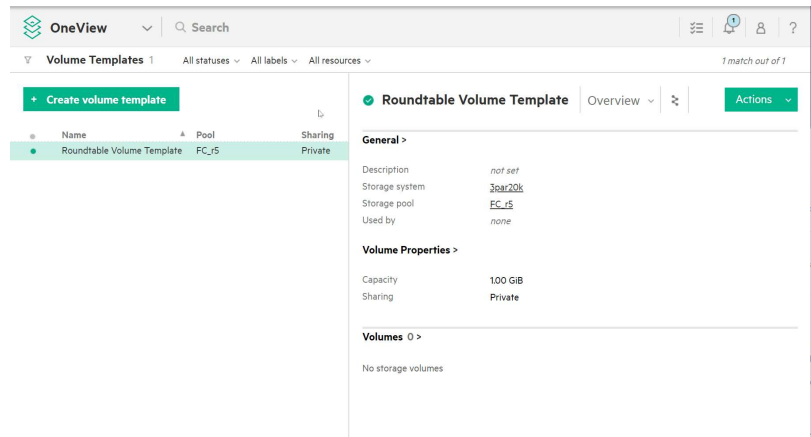 OneView Search 1 ?
Volume Templates 1 All statuses All labels All resources 1 match out of 1
+ Create volume template
Name Pool Sharing
Roundtable Volume Template FC_r5 Private
Roundtable Volume Template Overview Actions
General >
Description not set
Storage system 3par20k
Storage pool FC_r5
Used by none
Volume Properties >
Capacity 1.00 GiB
Sharing Private
Volumes 0 >
No storage volumes